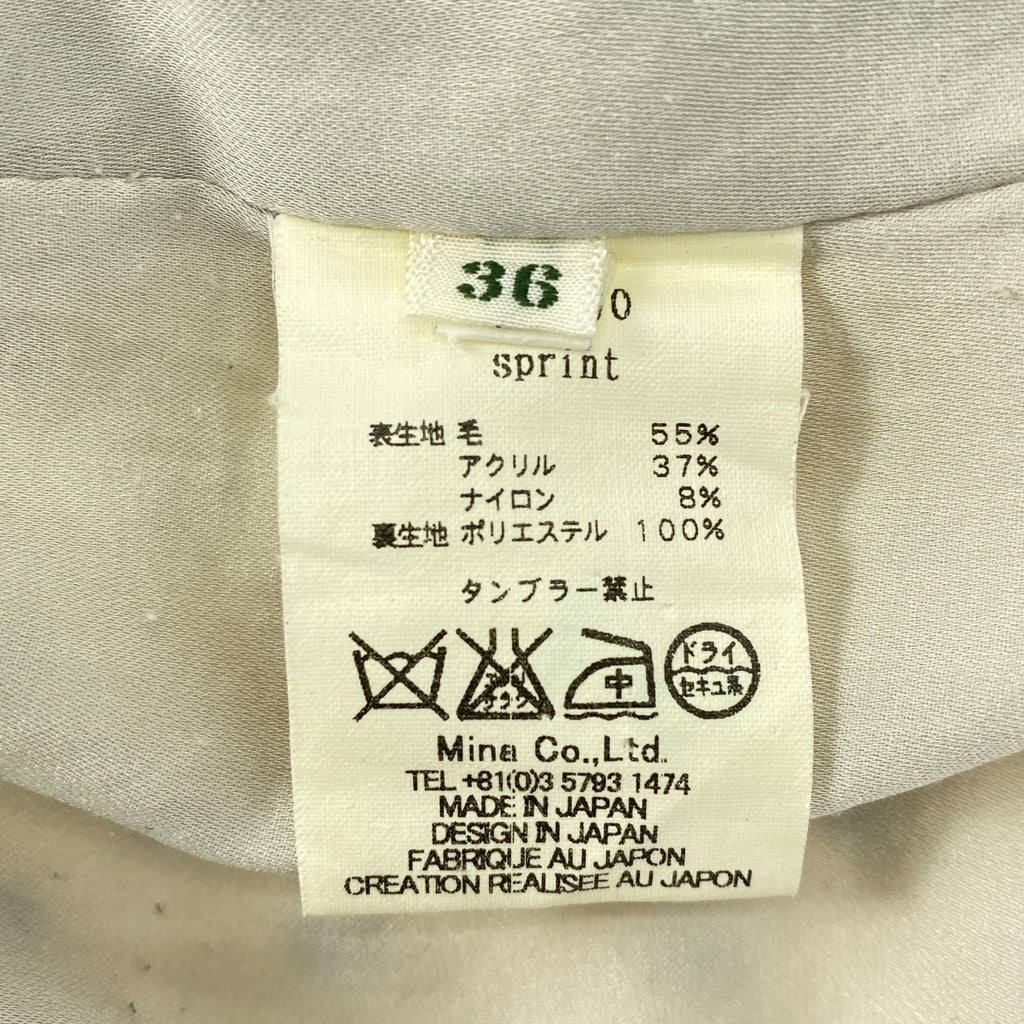 36
0
sprint
表生地 毛 55%
アクリル 37%
ナイロン 8%
裏生地 ポリエステル 100%
タンブラー禁止
中
ドライ
セキユ系
Mina Co.,Ltd.
TEL +81(0)3 5793 1474
MADE IN JAPAN
DESIGN IN JAPAN
FABRIQUE AU JAPON
CREATION REALISEE AU JAPON